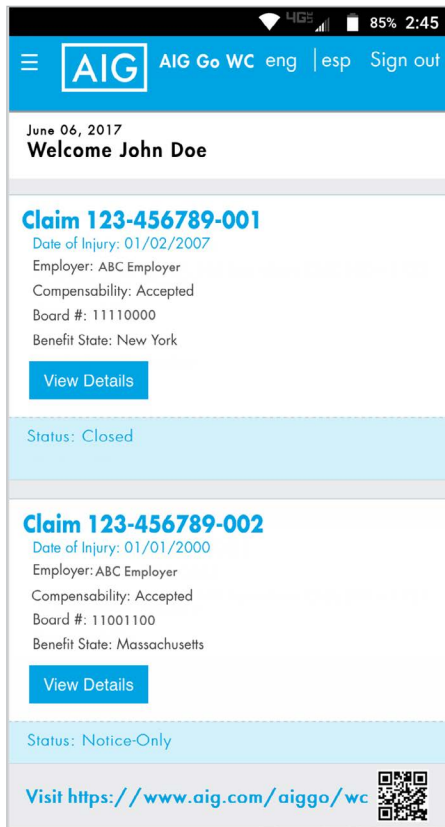 4G 85% 2:45
AIG AIG Go WC eng | esp Sign out
June 06, 2017
Welcome John Doe
Claim 123-456789-001
Date of Injury: 01/02/2007
Employer: ABC Employer
Compensability: Accepted
Board #: 11110000
Benefit State: New York
View Details
Status: Closed
Claim 123-456789-002
Date of Injury: 01/01/2000
Employer: ABC Employer
Compensability: Accepted
Board #: 11001100
Benefit State: Massachusetts
View Details
Status: Notice-Only
Visit https://www.aig.com/aiggo/wc